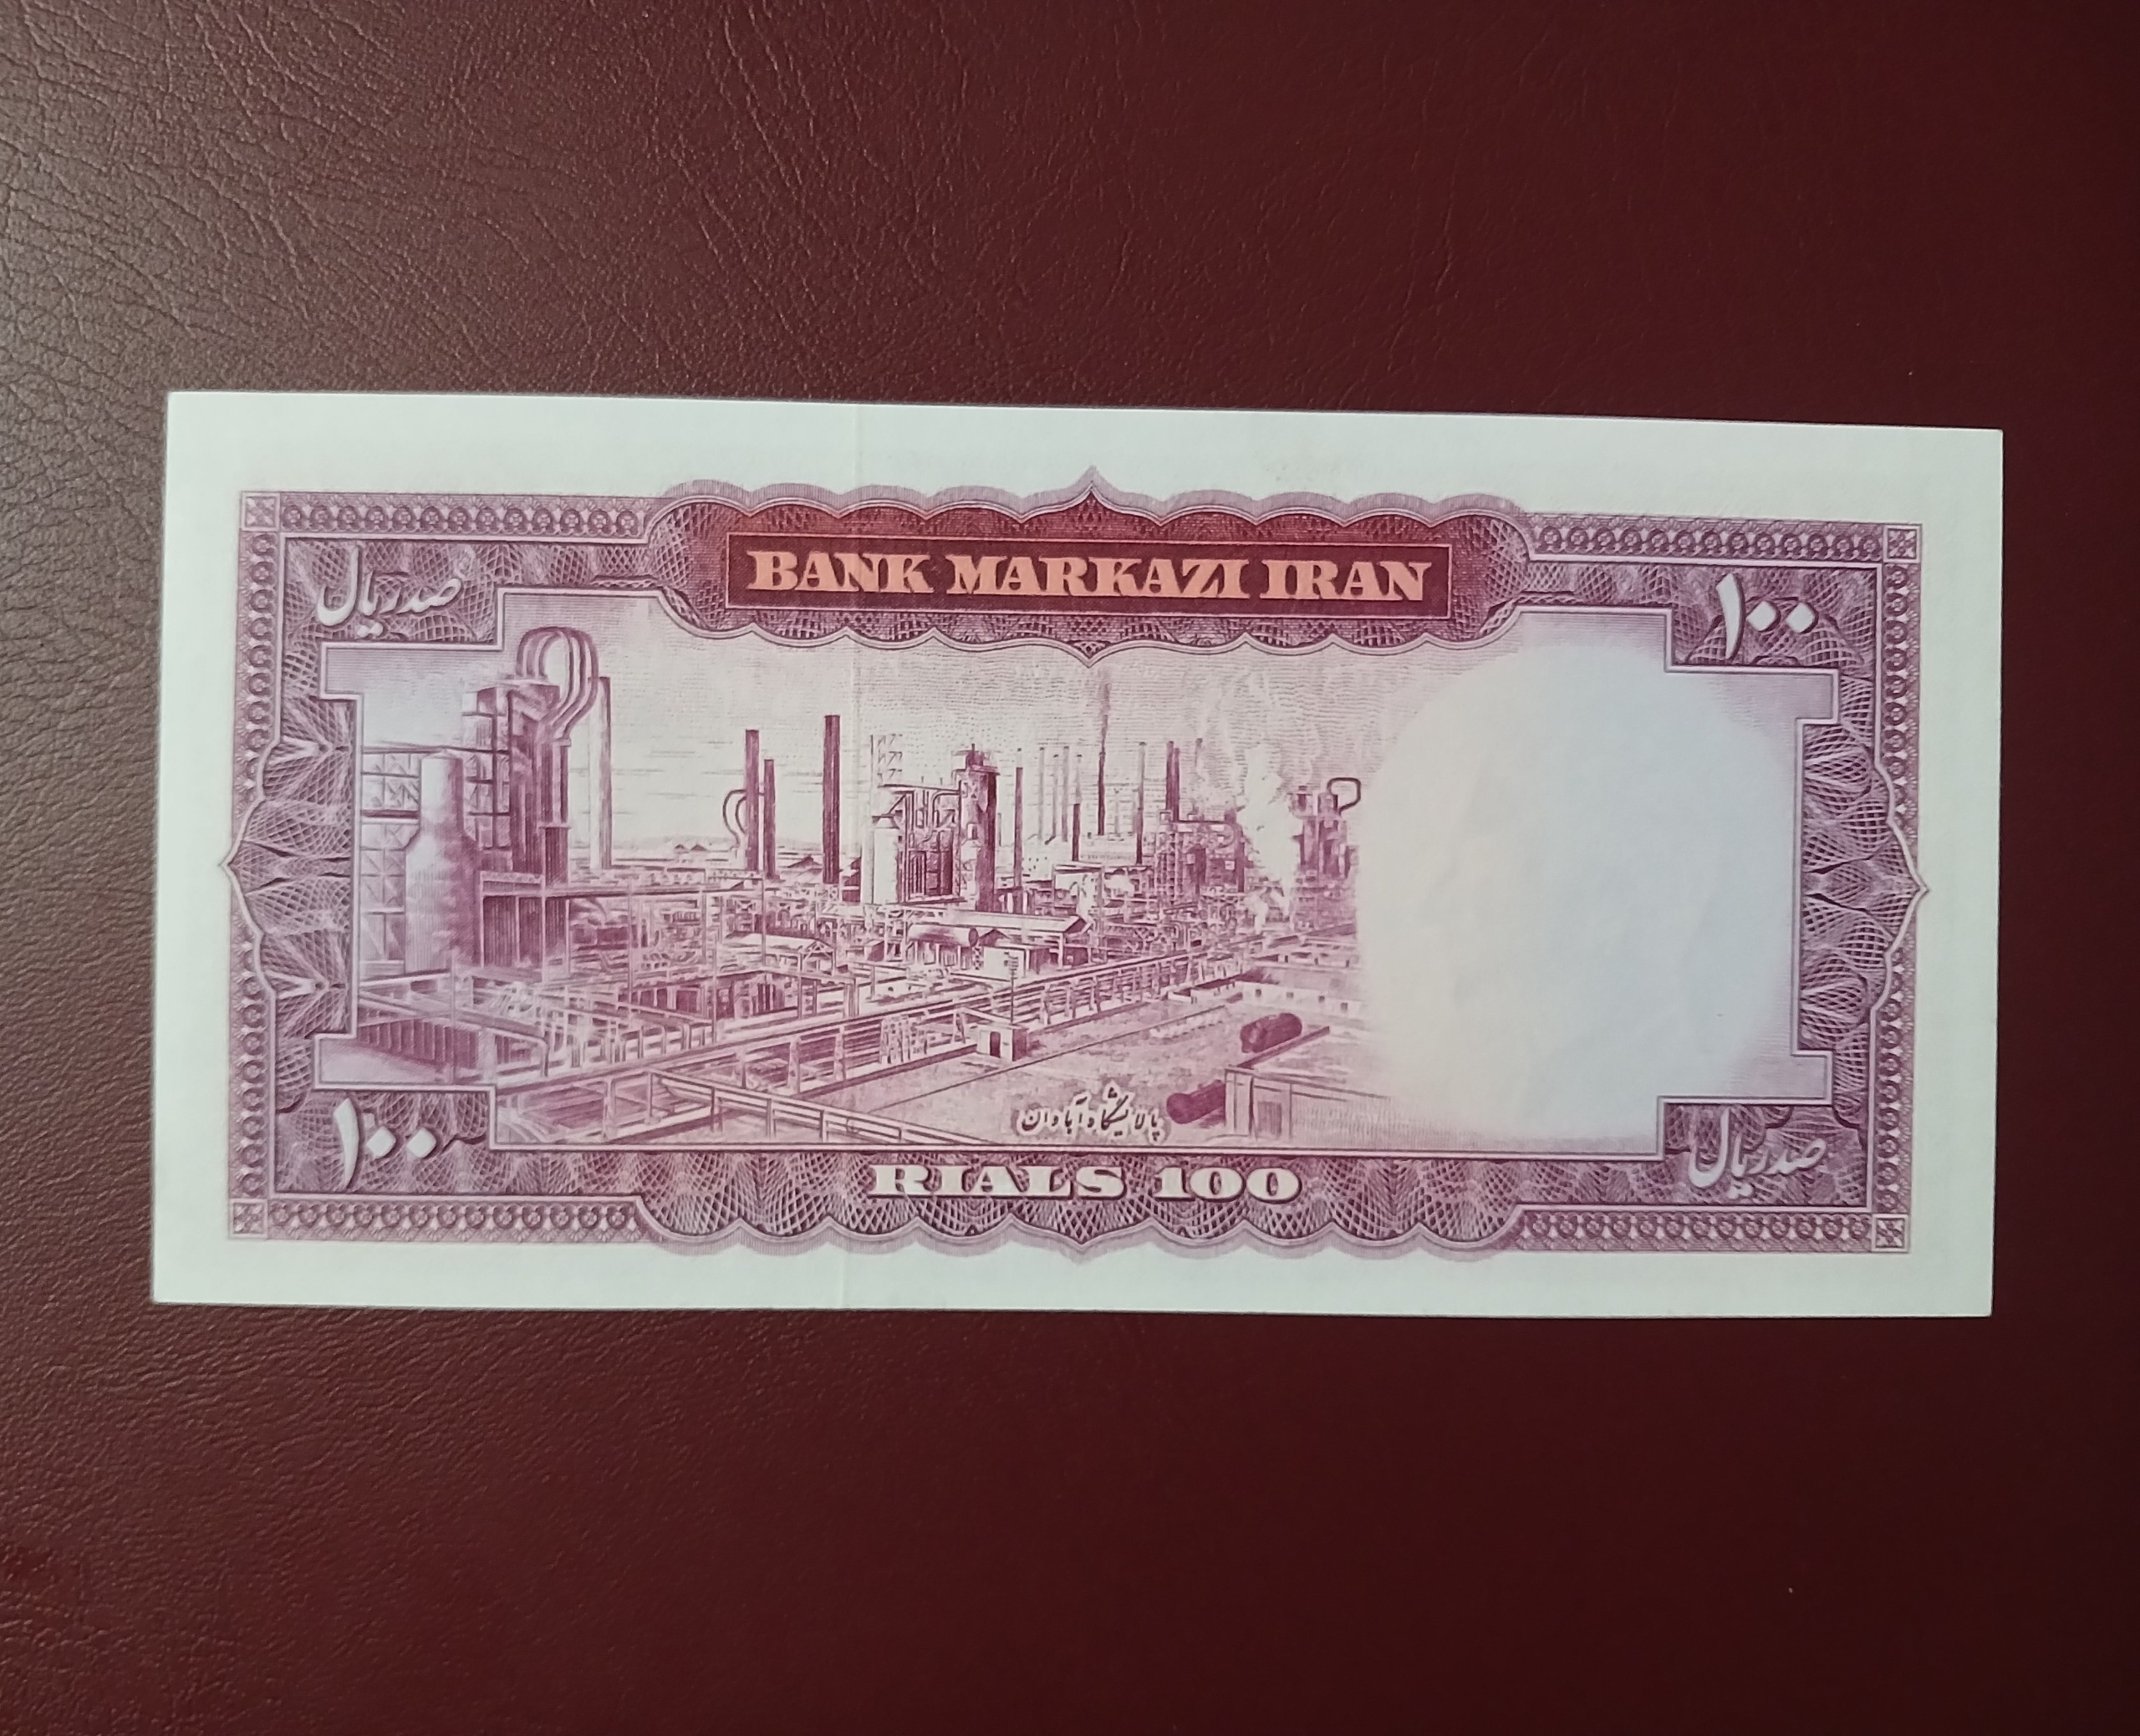 BANK MARKAZI IRAN
صد ریال
۱۰۰
پالایشگاه آبادان
۱۰۰
RIALS 100
صد ریال